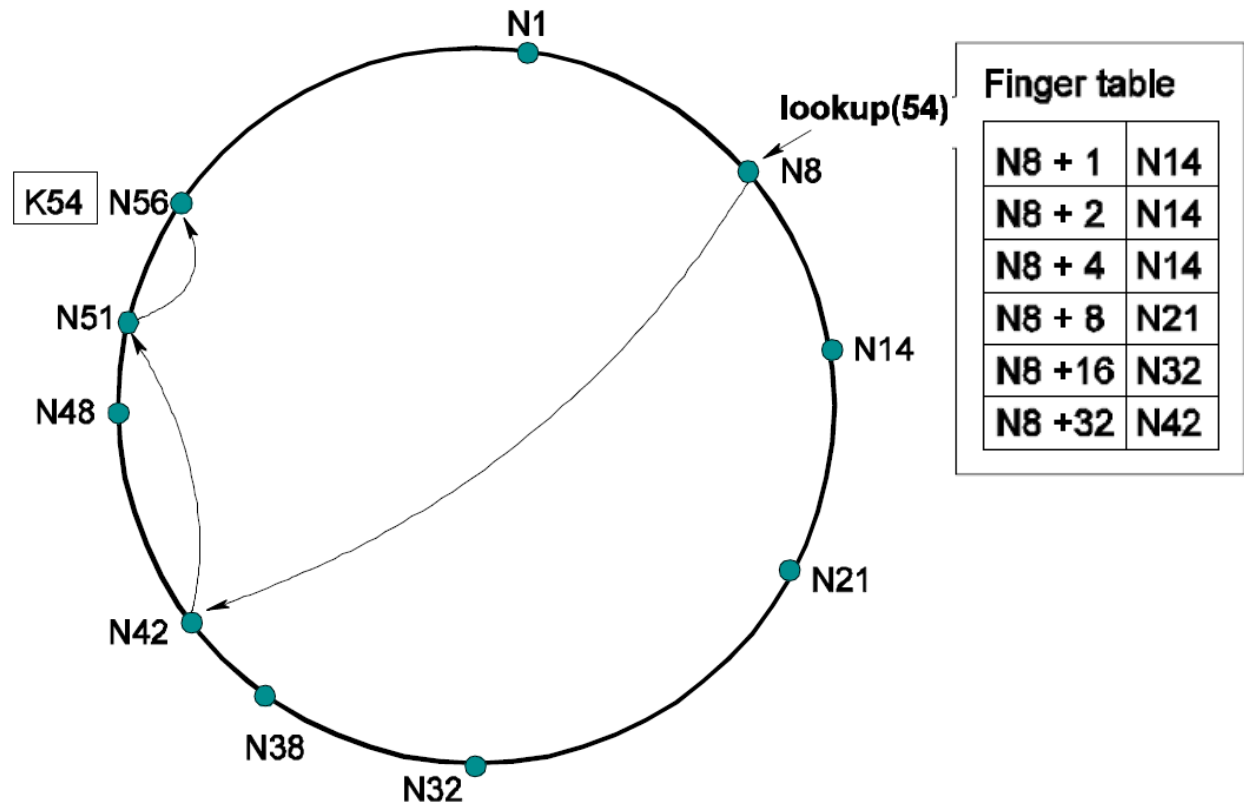 N1
lookup(54)
N8
K54
N56
N51
N14
N48
N21
N42
N38
N32
Finger table
N8 + 1 N14
N8 + 2 N14
N8 + 4 N14
N8 + 8 N21
N8 +16 N32
N8 +32 N42